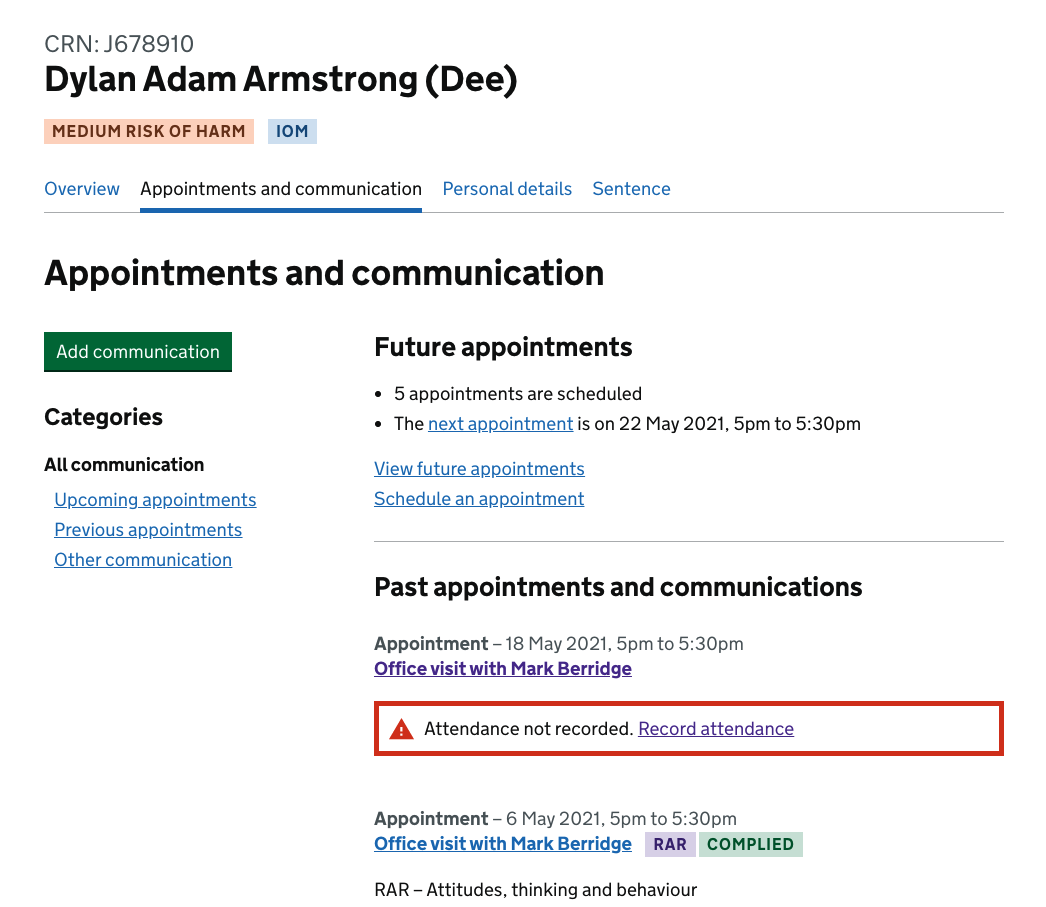 CRN: J678910
Dylan Adam Armstrong (Dee)
MEDIUM RISK OF HARM IOM
Overview Appointments and communication Personal details Sentence
Appointments and communication
Add communication
Categories
All communication
Upcoming appointments
Previous appointments
Other communication
Future appointments
• 5 appointments are scheduled
• The next appointment is on 22 May 2021, 5pm to 5:30pm
View future appointments
Schedule an appointment
Past appointments and communications
Appointment – 18 May 2021, 5pm to 5:30pm
Office visit with Mark Berridge
Attendance not recorded. Record attendance
Appointment – 6 May 2021, 5pm to 5:30pm
Office visit with Mark Berridge RAR COMPLIED
RAR – Attitudes, thinking and behaviour